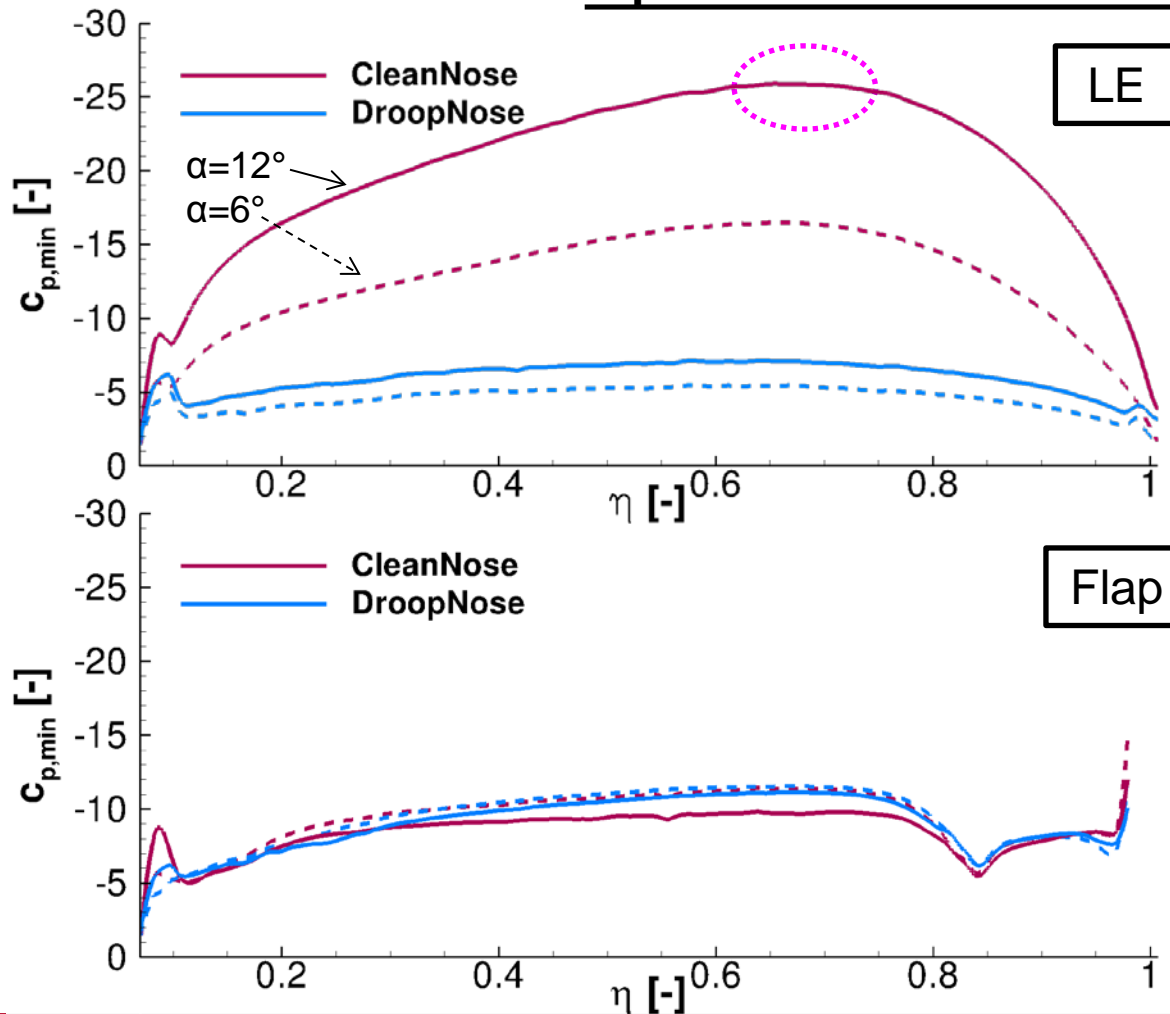 -30
CleanNose
DroopNose
LE
-25
α=12°
α=6°
-20
-15
-10
-5
0
c_p,min [-]
0.2
0.4
0.6
0.8
1
η [-]
-30
CleanNose
DroopNose
Flap
-25
-20
-15
-10
-5
0
c_p,min [-]
0.2
0.4
0.6
0.8
1
η [-]